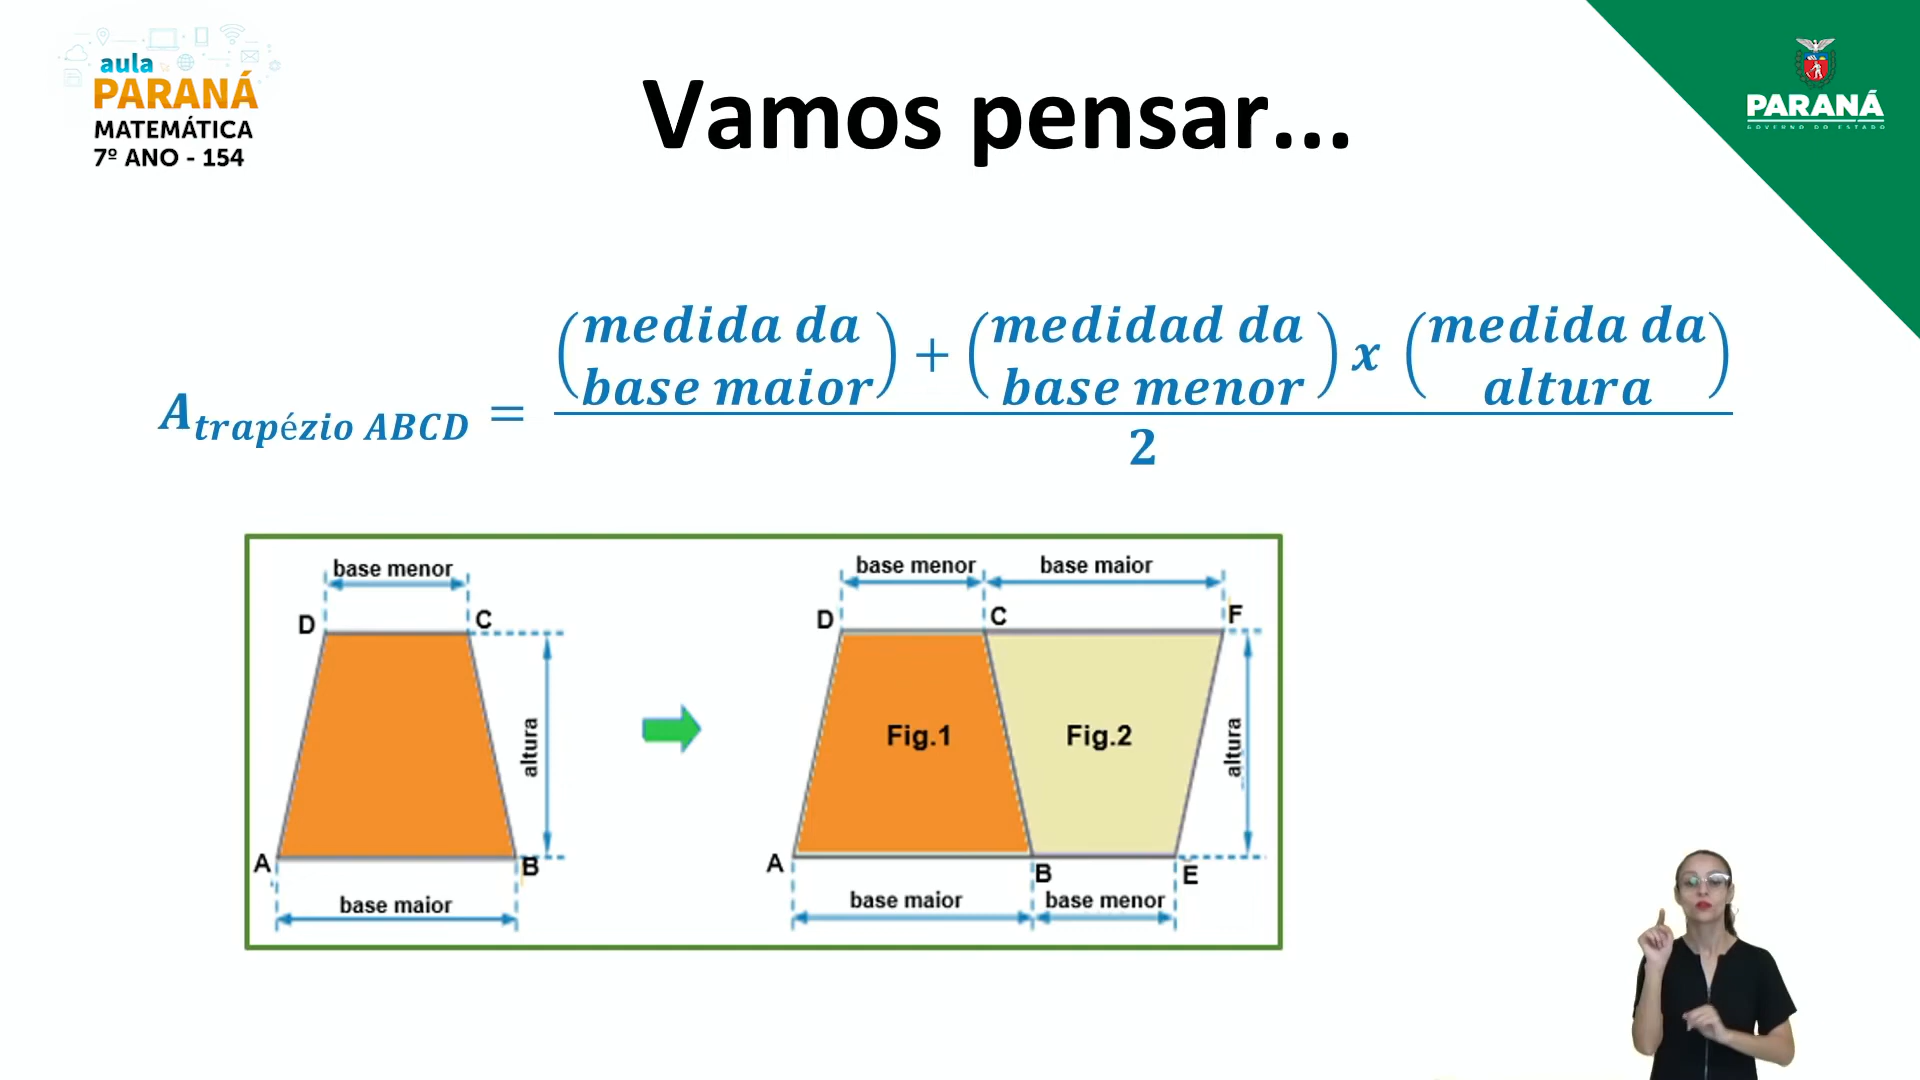 aula
PARANÁ
MATEMÁTICA
7º ANO - 154
Vamos pensar...
PARANÁ
GOVERNO DO ESTADO
A trapézio ABCD = (medida da base maior) + (medidad da base menor) x (medida da altura)
2
base menor
D
C
altura
A
B
base maior
base menor
base maior
D
C
F
Fig.1
Fig.2
altura
A
B
E
base maior
base menor